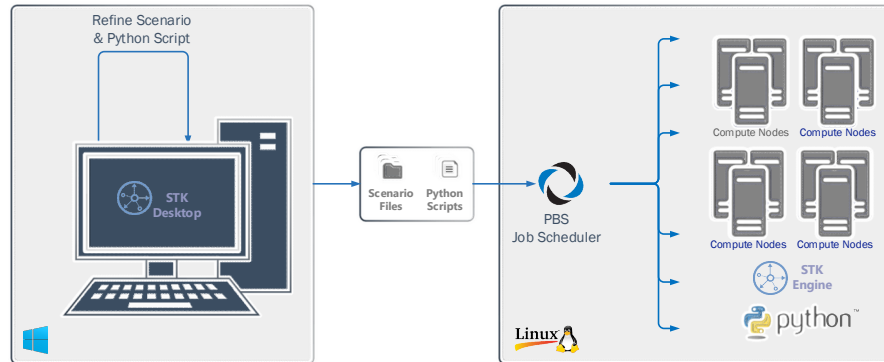 Refine Scenario
& Python Script
STK
Desktop
Scenario
Files
Python
Scripts
PBS
Job Scheduler
Linux
Compute Nodes
Compute Nodes
Compute Nodes
Compute Nodes
STK
Engine
python™